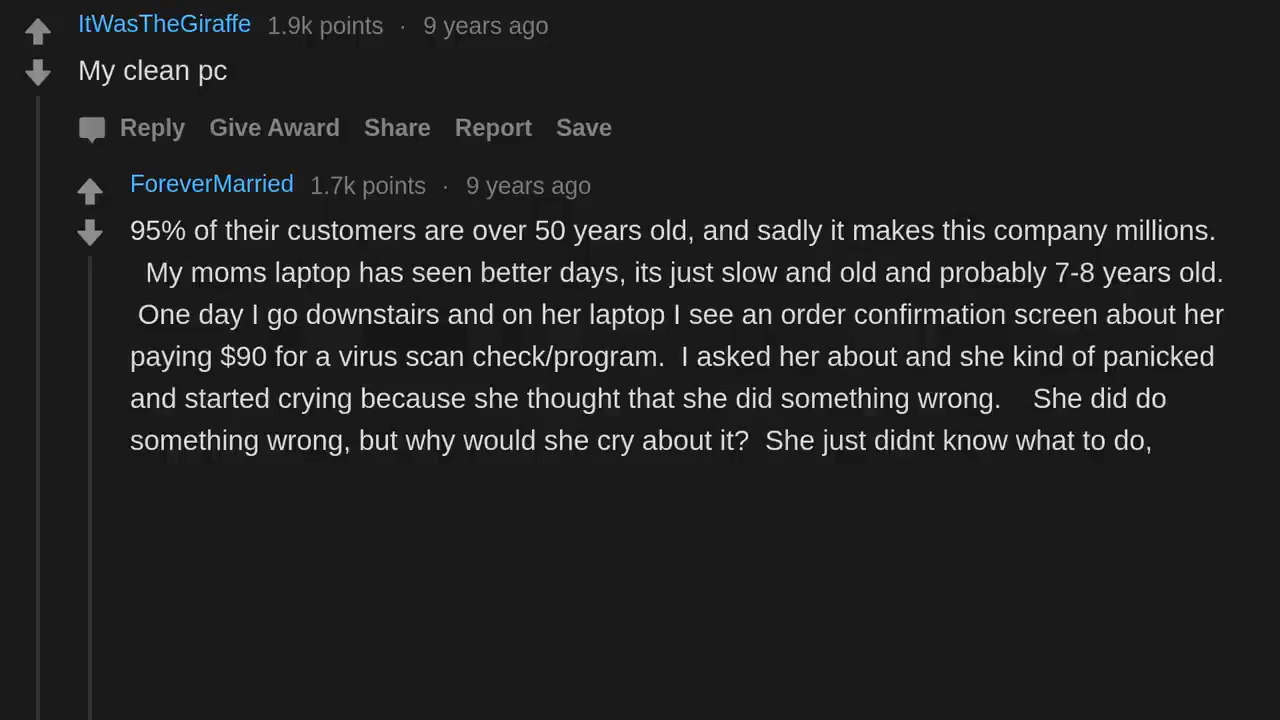 ItWasTheGiraffe 1.9k points · 9 years ago
My clean pc
Reply Give Award Share Report Save
ForeverMarried 1.7k points · 9 years ago
95% of their customers are over 50 years old, and sadly it makes this company millions.
My moms laptop has seen better days, its just slow and old and probably 7-8 years old.
One day I go downstairs and on her laptop I see an order confirmation screen about her
paying $90 for a virus scan check/program. I asked her about and she kind of panicked
and started crying because she thought that she did something wrong. She did do
something wrong, but why would she cry about it? She just didnt know what to do,